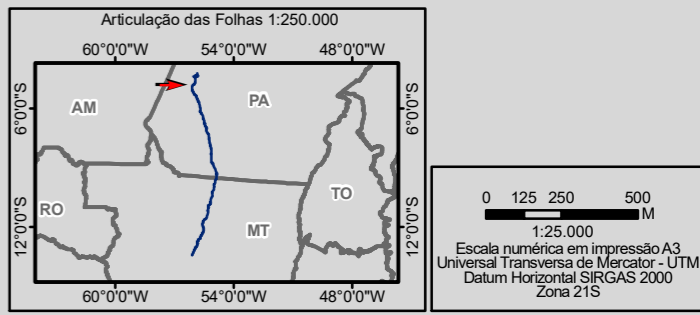 Articulação das Folhas 1:250.000
60°0'0"W 54°0'0"W 48°0'0"W
6°0'0"S 6°0'0"S
AM PA
RO TO
MT
12°0'0"S 12°0'0"S
60°0'0"W 54°0'0"W 48°0'0"W
0 125 250 500
M
1:25.000
Escala numérica em impressão A3
Universal Transversa de Mercator - UTM
Datum Horizontal SIRGAS 2000
Zona 21S